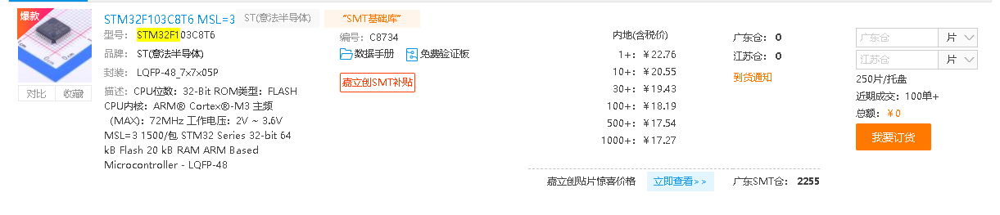 爆款
对比 收藏
STM32F103C8T6 MSL=3 ST(意法半导体)
型号: STM32F103C8T6
品牌: ST(意法半导体)
封装: LQFP-48_7x7x05P
描述: CPU位数: 32-Bit ROM类型: FLASH
CPU内核: ARM® Cortex®-M3 主频
（MAX): 72MHz 工作电压: 2V ~ 3.6V
MSL=3 1500/包 STM32 Series 32-bit 64
kB Flash 20 kB RAM ARM Based
Microcontroller - LQFP-48
“SMT基础库”
编号: C8734
数据手册 免费验证板
嘉立创SMT补贴
内地(含税价)
1+: ￥22.76
10+: ￥20.55
30+: ￥19.43
100+: ￥18.19
500+: ￥17.54
1000+: ￥17.27
广东仓: 0
江苏仓: 0
到货通知
嘉立创贴片惊喜价格 立即查看>> 广东SMT仓: 2255
广东仓 片
江苏仓 片
250片/托盘
近期成交: 100单+
总额: ￥0
我要订货